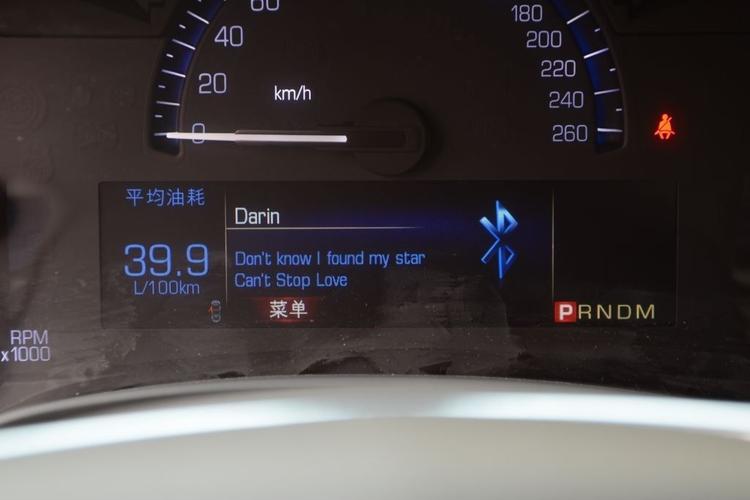 60
40
20
0
km/h
180
200
220
240
260
平均油耗
39.9
L/100km
Darin
Don't know I found my star
Can't Stop Love
菜单
PRNDM
RPM
x1000